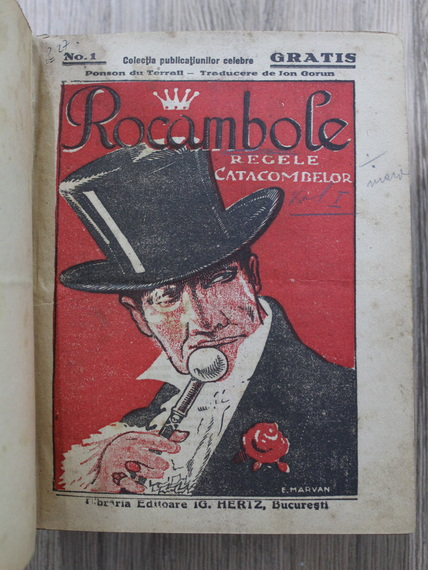 No. 1 Colecția publicațiunilor celebre GRATIS
Ponson du Terrail — Traducere de Ion Gorun
Rocambole
REGELE
CATACOMBELOR
I
E. MARVAN
Librăria Editoare IG. HERTZ, București